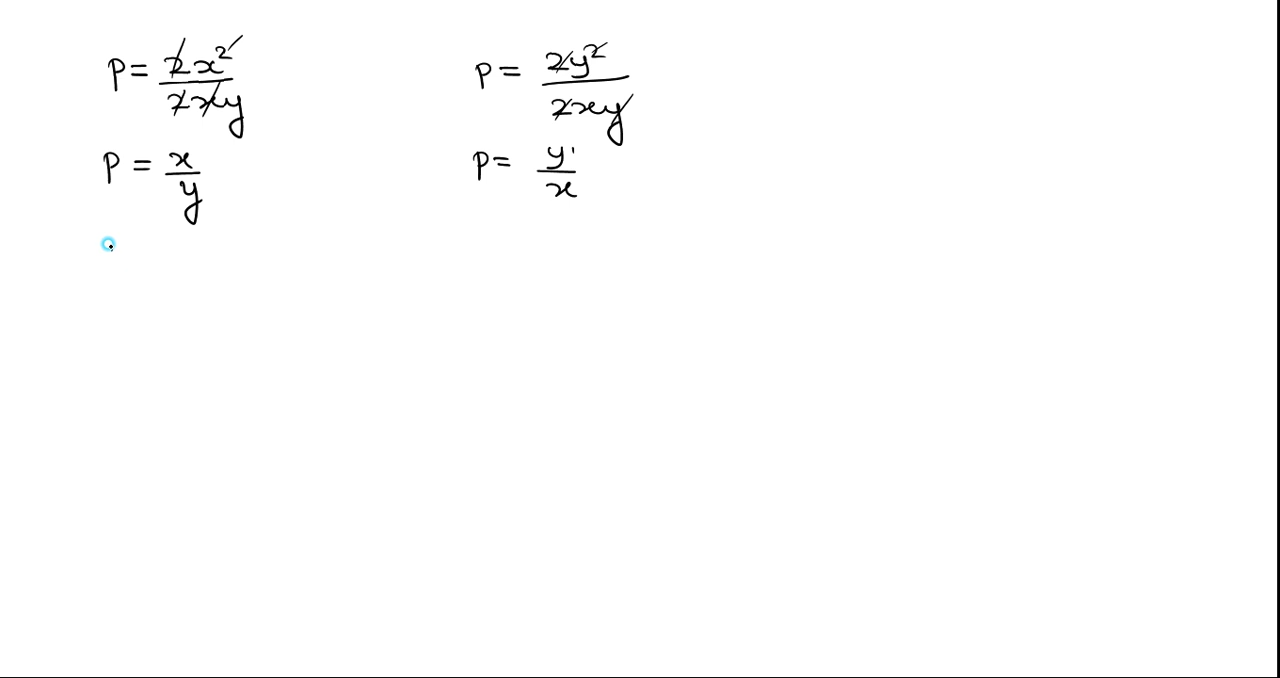 P = 2x²/2xy
P = x/y
P = 2y²/2xy
P = y/x